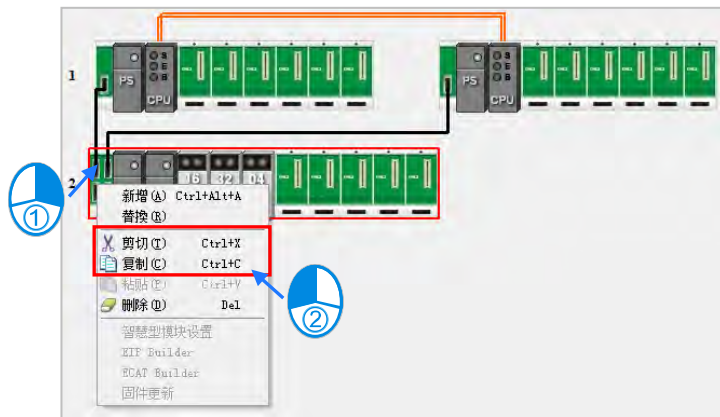 1
PS
CPU
PS
CPU
2
16 32 04
①
新增(A) Ctrl+Alt+A
替换(R)
剪切(T) Ctrl+X
复制(C) Ctrl+C
粘贴(P) Ctrl+V
②
删除(D) Del
智慧型模块设置
EIP Builder
ECAT Builder
固件更新